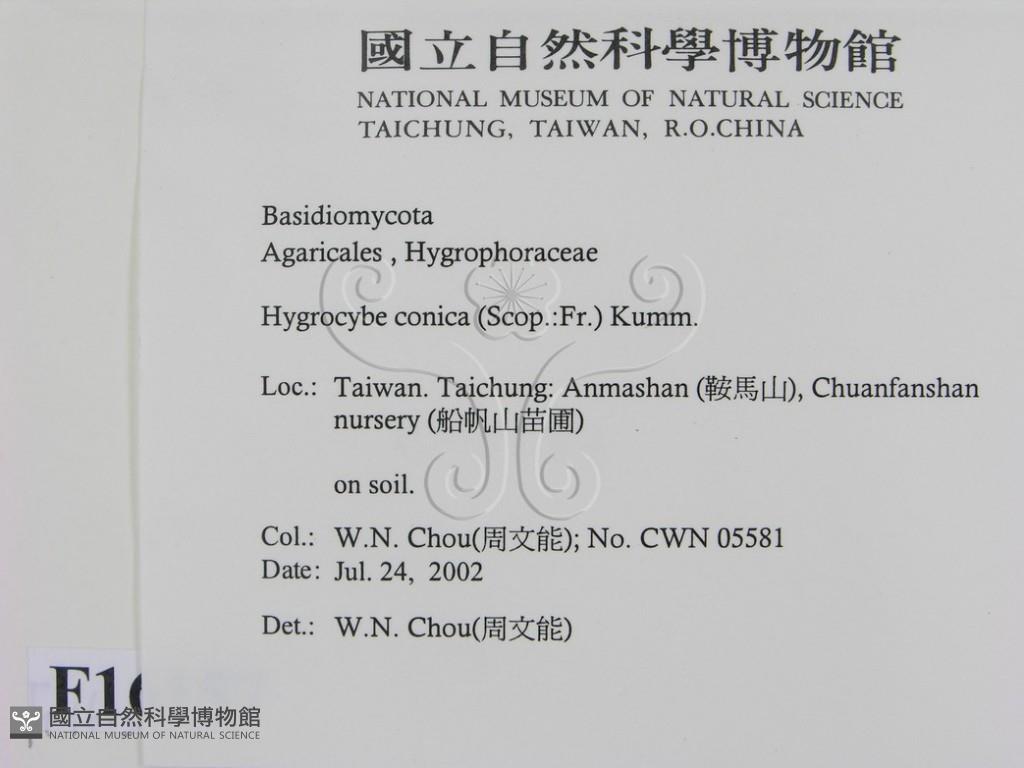 國立自然科學博物館
NATIONAL MUSEUM OF NATURAL SCIENCE
TAICHUNG, TAIWAN, R.O.CHINA
Basidiomycota
Agaricales , Hygrophoraceae
Hygrocybe conica (Scop.:Fr.) Kumm.
Loc.: Taiwan. Taichung: Anmashan (鞍馬山), Chuanfanshan
nursery (船帆山苗圃)
on soil.
Col.: W.N. Chou(周文能); No. CWN 05581
Date: Jul. 24, 2002
Det.: W.N. Chou(周文能)
國立自然科學博物館
NATIONAL MUSEUM OF NATURAL SCIENCE